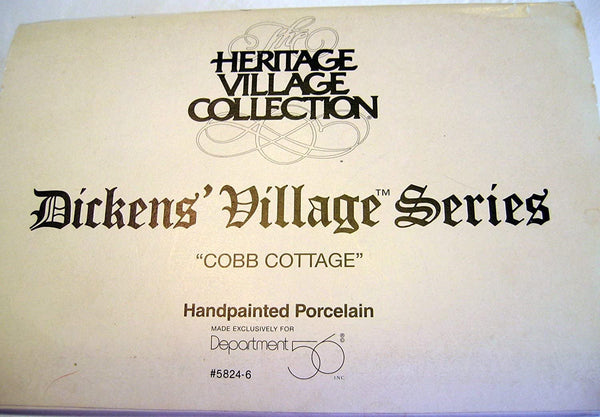 The
HERITAGE
VILLAGE
COLLECTION
Dickens' Village™ Series
"COBB COTTAGE"
Handpainted Porcelain
MADE EXCLUSIVELY FOR
Department 56®
INC.
#5824-6